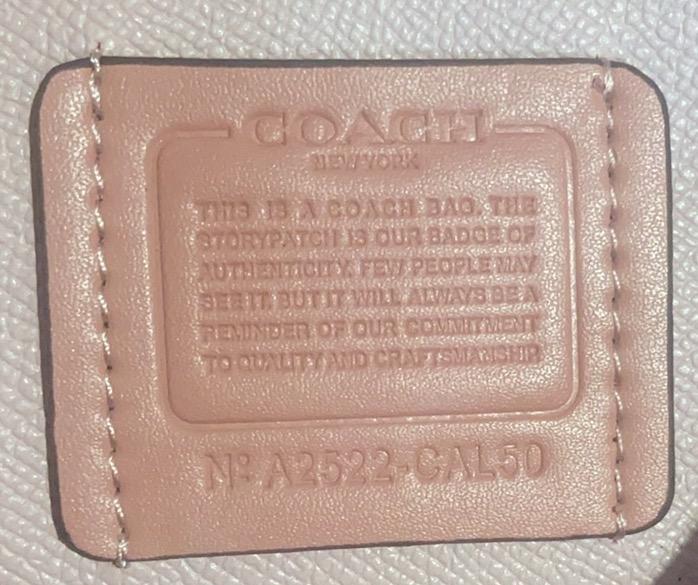 COACH
NEW YORK
THIS IS A COACH BAG. THE
STORYPATCH IS OUR BADGE OF
AUTHENTICITY. FEW PEOPLE MAY
SEE IT, BUT IT WILL ALWAYS BE A
REMINDER OF OUR COMMITMENT
TO QUALITY AND CRAFTSMANSHIP.
Nº A2522-CAL50